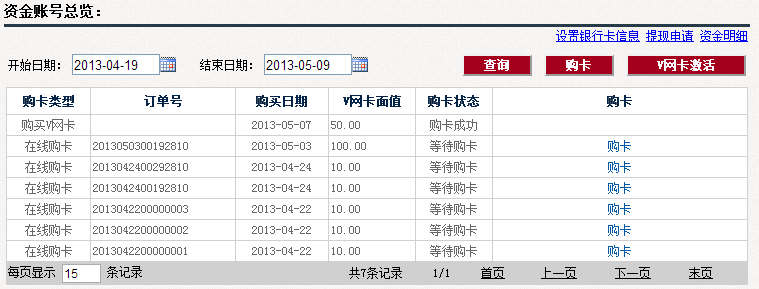 资金账号总览：
设置银行卡信息 提现申请 资金明细
开始日期： 2013-04-19 结束日期： 2013-05-09 查询 购卡 V网卡激活
购卡类型 订单号 购买日期 V网卡面值 购卡状态 购卡
购买V网卡 2013-05-07 50.00 购卡成功
在线购卡 2013050300192810 2013-05-03 100.00 等待购卡 购卡
在线购卡 2013042400292810 2013-04-24 10.00 等待购卡 购卡
在线购卡 2013042400192810 2013-04-24 10.00 等待购卡 购卡
在线购卡 2013042200000003 2013-04-22 10.00 等待购卡 购卡
在线购卡 2013042200000002 2013-04-22 10.00 等待购卡 购卡
在线购卡 2013042200000001 2013-04-22 10.00 等待购卡 购卡
每页显示 15 条记录 共7条记录 1/1 首页 上一页 下一页 末页